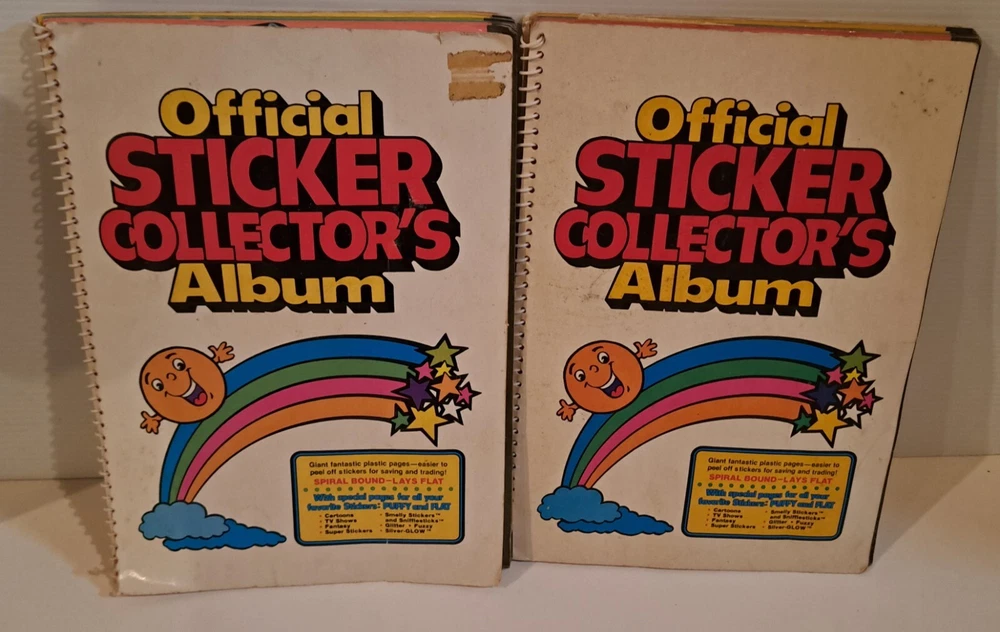 Official
STICKER
COLLECTOR'S
Album
Giant fantastic plastic pages—easier to
peel off stickers for saving and trading!
SPIRAL BOUND—LAYS FLAT
With special pages for all your
favorite Stickers: PUFFY and FLAT
• Cartoons
• TV Shows
• Fantasy
• Super Stickers
• Smelly Stickers™
and Snifflesticks™
• Glitter • Fuzzy
• Silver-GLOW™
Official
STICKER
COLLECTOR'S
Album
Giant fantastic plastic pages—easier to
peel off stickers for saving and trading!
SPIRAL BOUND—LAYS FLAT
With special pages for all your
favorite Stickers: PUFFY and FLAT
• Cartoons
• TV Shows
• Fantasy
• Super Stickers
• Smelly Stickers™
and Snifflesticks™
• Glitter • Fuzzy
• Silver-GLOW™